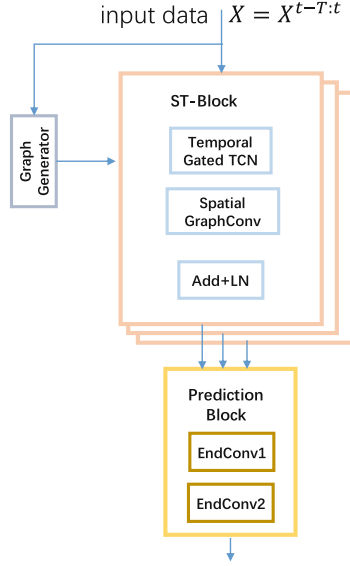 input data X = X^{t−T:t}
ST-Block
Graph
Generator
Temporal
Gated TCN
Spatial
GraphConv
Add+LN
Prediction
Block
EndConv1
EndConv2